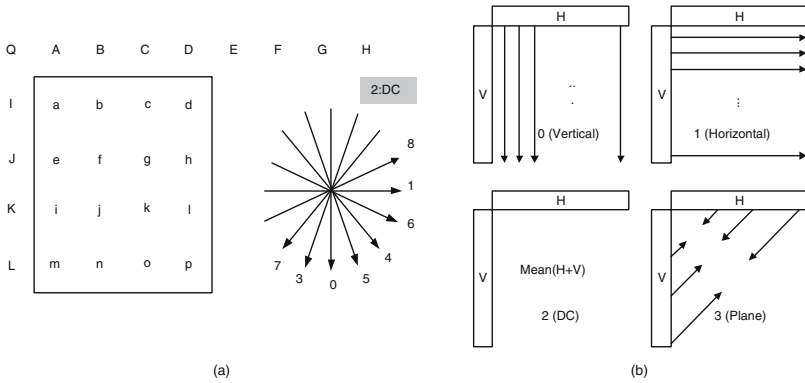 Q A B C D E F G H
I a b c d
J e f g h
K i j k l
L m n o p
2:DC
8
1
6
4
5
0
3
7
(a)
H
V
..
.
0 (Vertical)
H
V
...
1 (Horizontal)
H
V
Mean(H+V)
2 (DC)
H
V
3 (Plane)
(b)